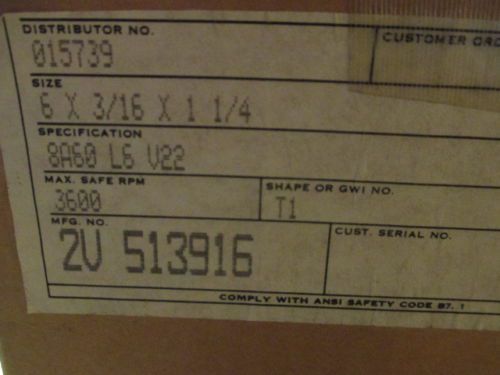 DISTRIBUTOR NO.
015739
CUSTOMER ORD
SIZE
6 X 3/16 X 1 1/4
SPECIFICATION
8A60 L6 V22
MAX. SAFE RPM
3600
SHAPE OR GWI NO.
T1
MFG. NO.
2V 513916
CUST. SERIAL NO.
COMPLY WITH ANSI SAFETY CODE B7. 1